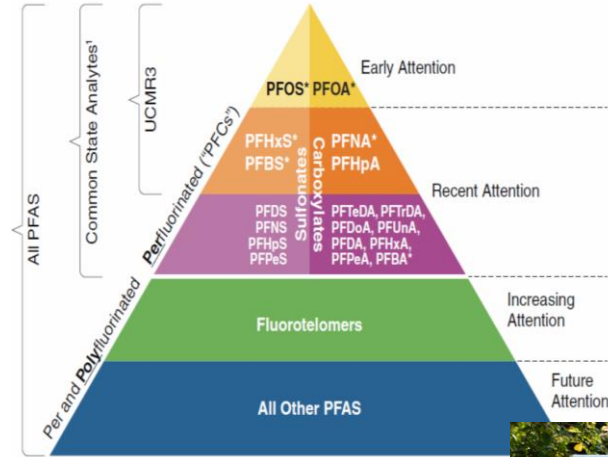 All PFAS
Common State Analytes¹
UCMR3
Perfluorinated ("PFCs")
Per and Polyfluorinated
PFOS* PFOA*
Early Attention
PFHxS*
PFBS*
Sulfonates
Carboxylates
PFNA*
PFHpA
Recent Attention
PFDS
PFNS
PFHpS
PFPeS
PFTeDA, PFTrDA,
PFDoA, PFUnA,
PFDA, PFHxA,
PFPeA, PFBA*
Fluorotelomers
Increasing
Attention
All Other PFAS
Future
Attention